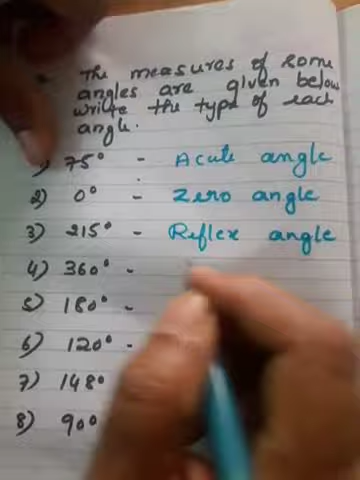 The measures of some
angles are given below
write the type of each
angle.
1) 75° - Acute angle
2) 0° - Zero angle
3) 215° - Reflex angle
4) 360° -
5) 180° -
6) 120° -
7) 148°
8) 90°